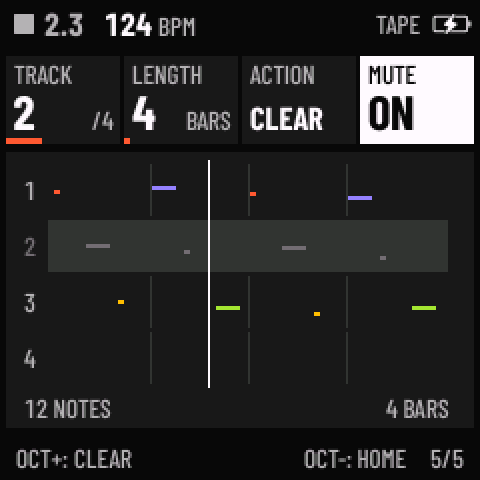 2.3 124 BPM TAPE
TRACK LENGTH ACTION MUTE
2 /4 4 BARS CLEAR ON
1
2
3
4
12 NOTES 4 BARS
OCT+: CLEAR OCT-: HOME 5/5